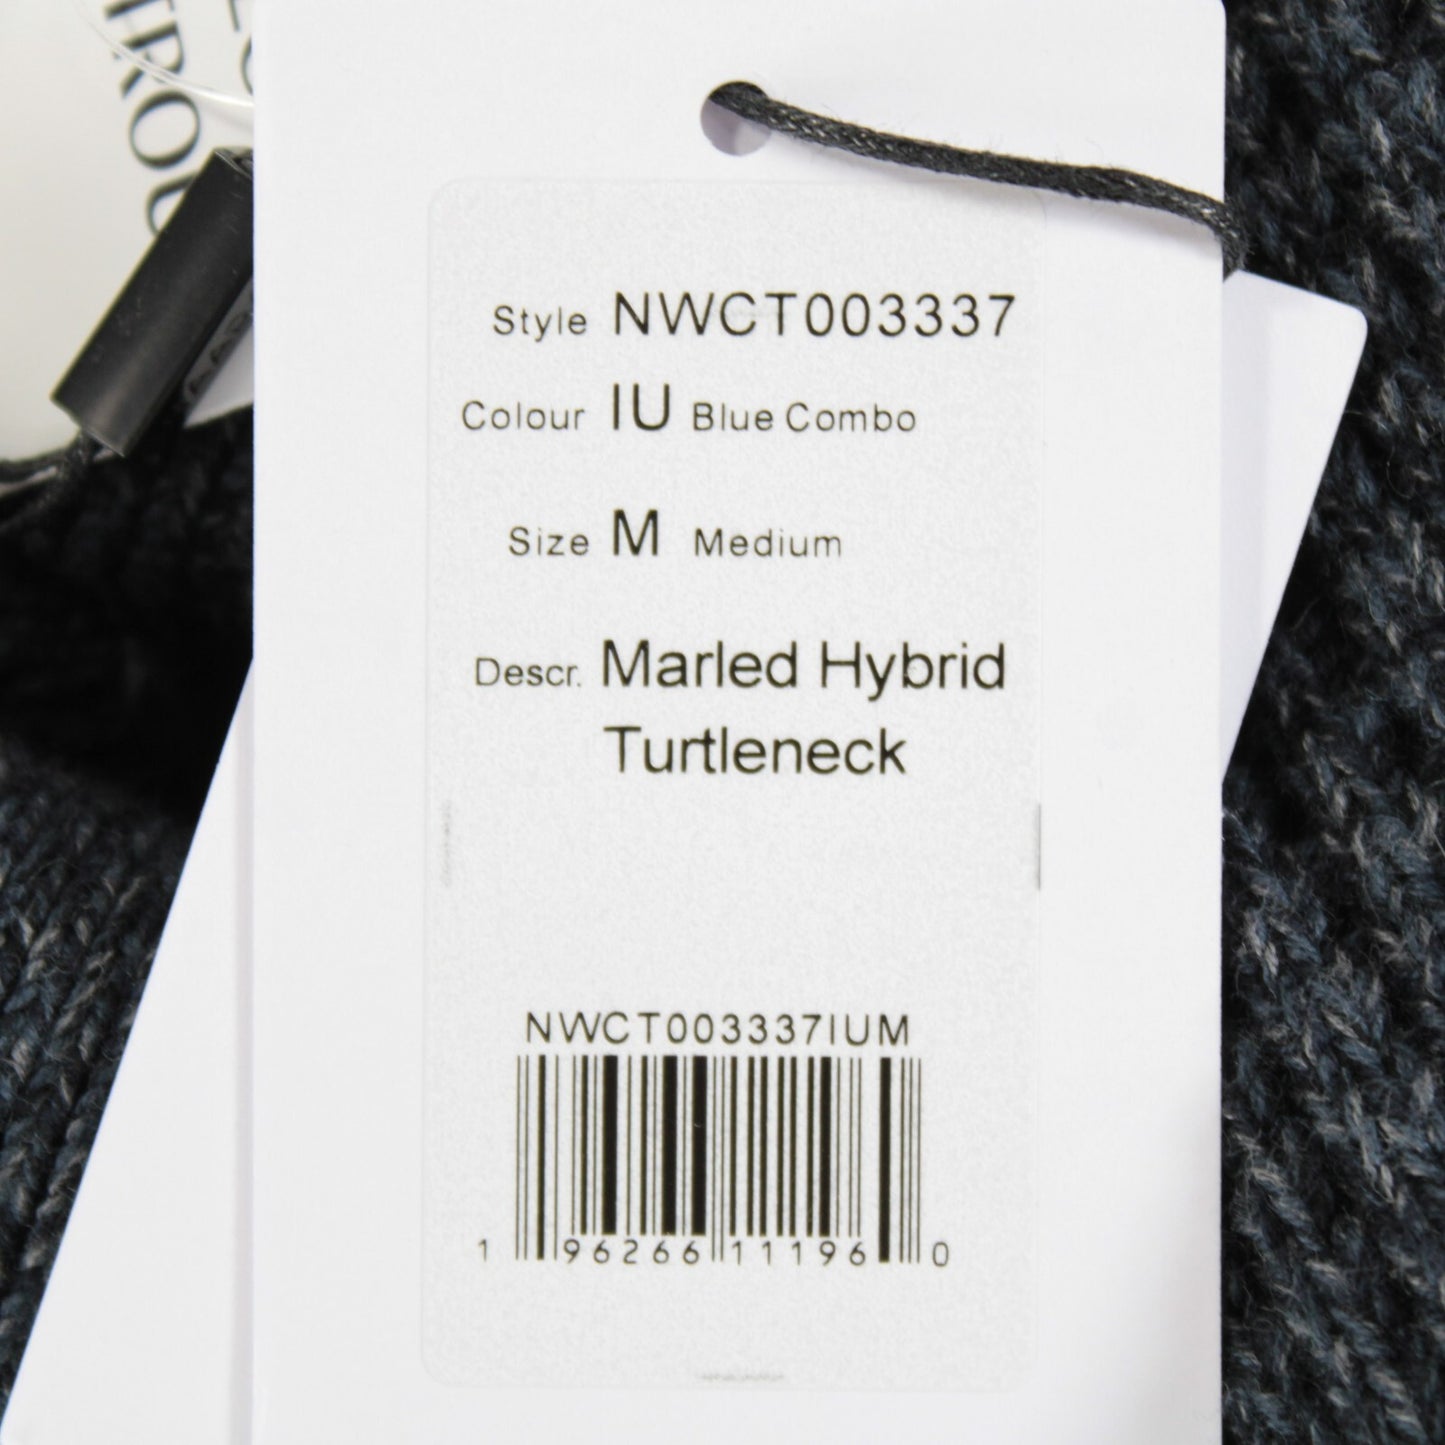 Style NWCT003337
Colour IU Blue Combo
Size M Medium
Descr. Marled Hybrid
Turtleneck
NWCT003337IUM
1 96266 11196 0